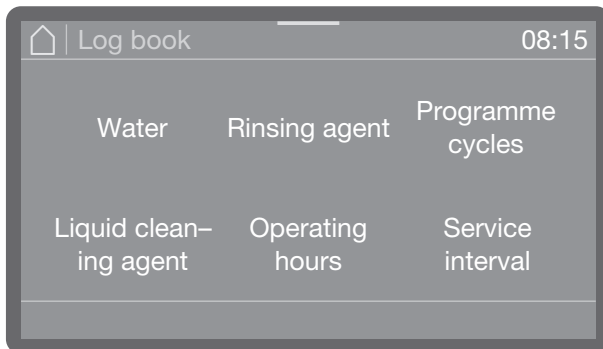 Log book 08:15
Water Rinsing agent Programme
cycles
Liquid clean–
ing agent Operating
hours Service
interval